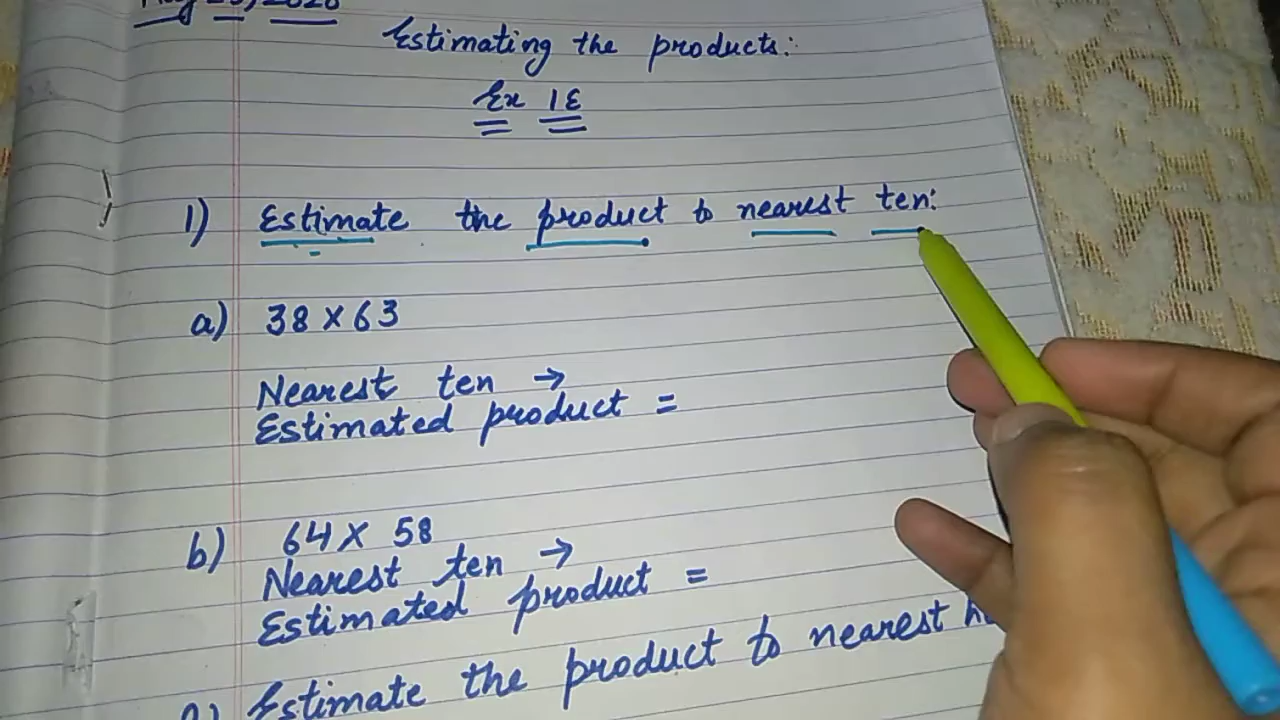 Estimating the products:
Ex 1E
1) Estimate the product to nearest ten:
a) 38 x 63
Nearest ten →
Estimated product =
b) 64 x 58
Nearest ten →
Estimated product =
Estimate the product to nearest